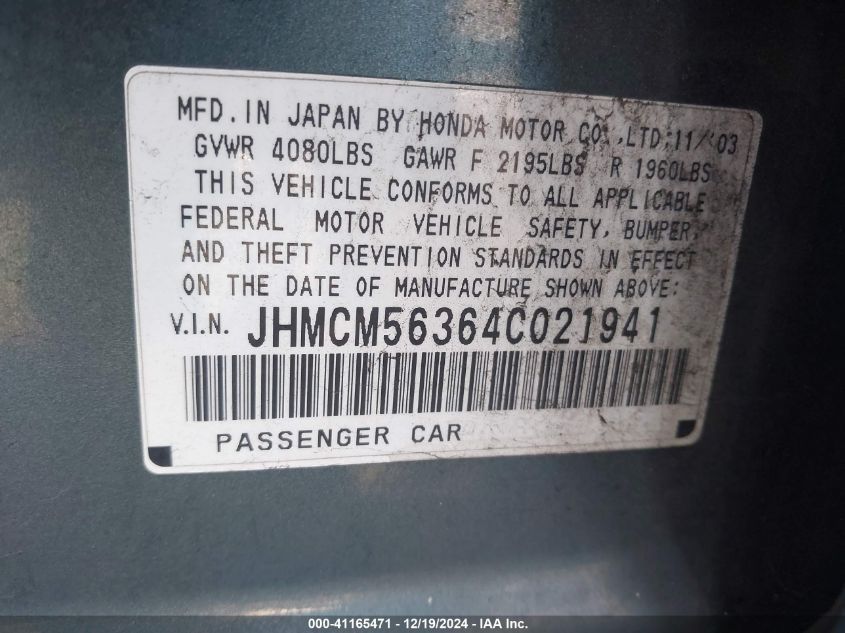 MFD. IN JAPAN BY HONDA MOTOR CO., LTD. 11/'03
GVWR 4080LBS GAWR F 2195LBS R 1960LBS
THIS VEHICLE CONFORMS TO ALL APPLICABLE
FEDERAL MOTOR VEHICLE SAFETY, BUMPER,
AND THEFT PREVENTION STANDARDS IN EFFECT
ON THE DATE OF MANUFACTURE SHOWN ABOVE:
V.I.N. JHMCM56364C021941
PASSENGER CAR
000-41165471 - 12/19/2024 - IAA Inc.